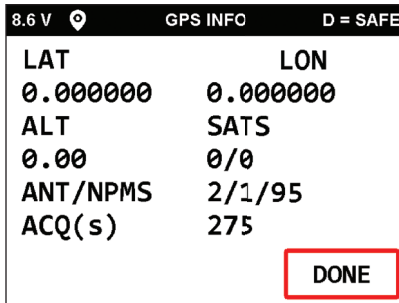 8.6 V GPS INFO D = SAFE
LAT LON
0.000000 0.000000
ALT SATS
0.00 0/0
ANT/NPMS 2/1/95
ACQ(s) 275
DONE